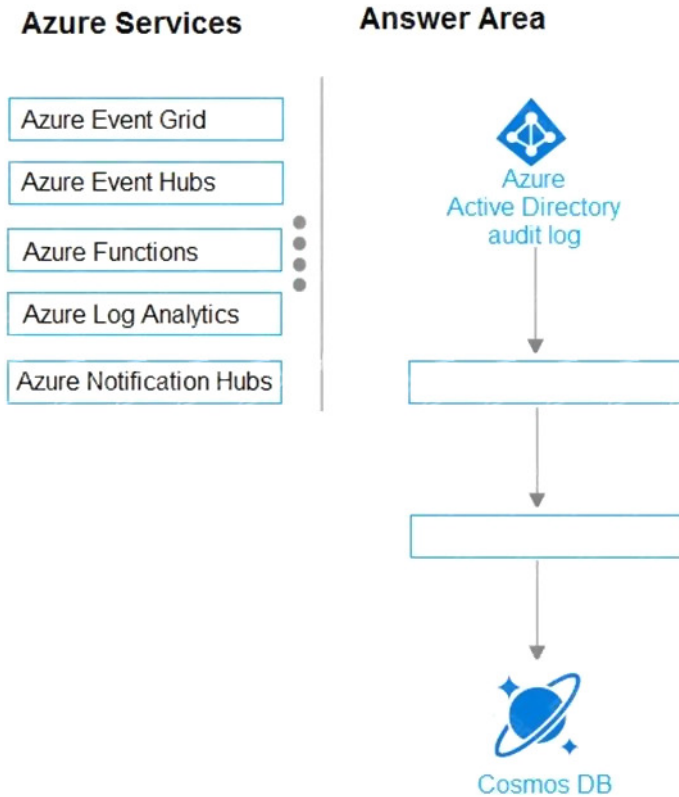 Azure Services
Answer Area
Azure Event Grid
Azure Event Hubs
Azure Functions
Azure Log Analytics
Azure Notification Hubs
Azure
Active Directory
audit log
Cosmos DB